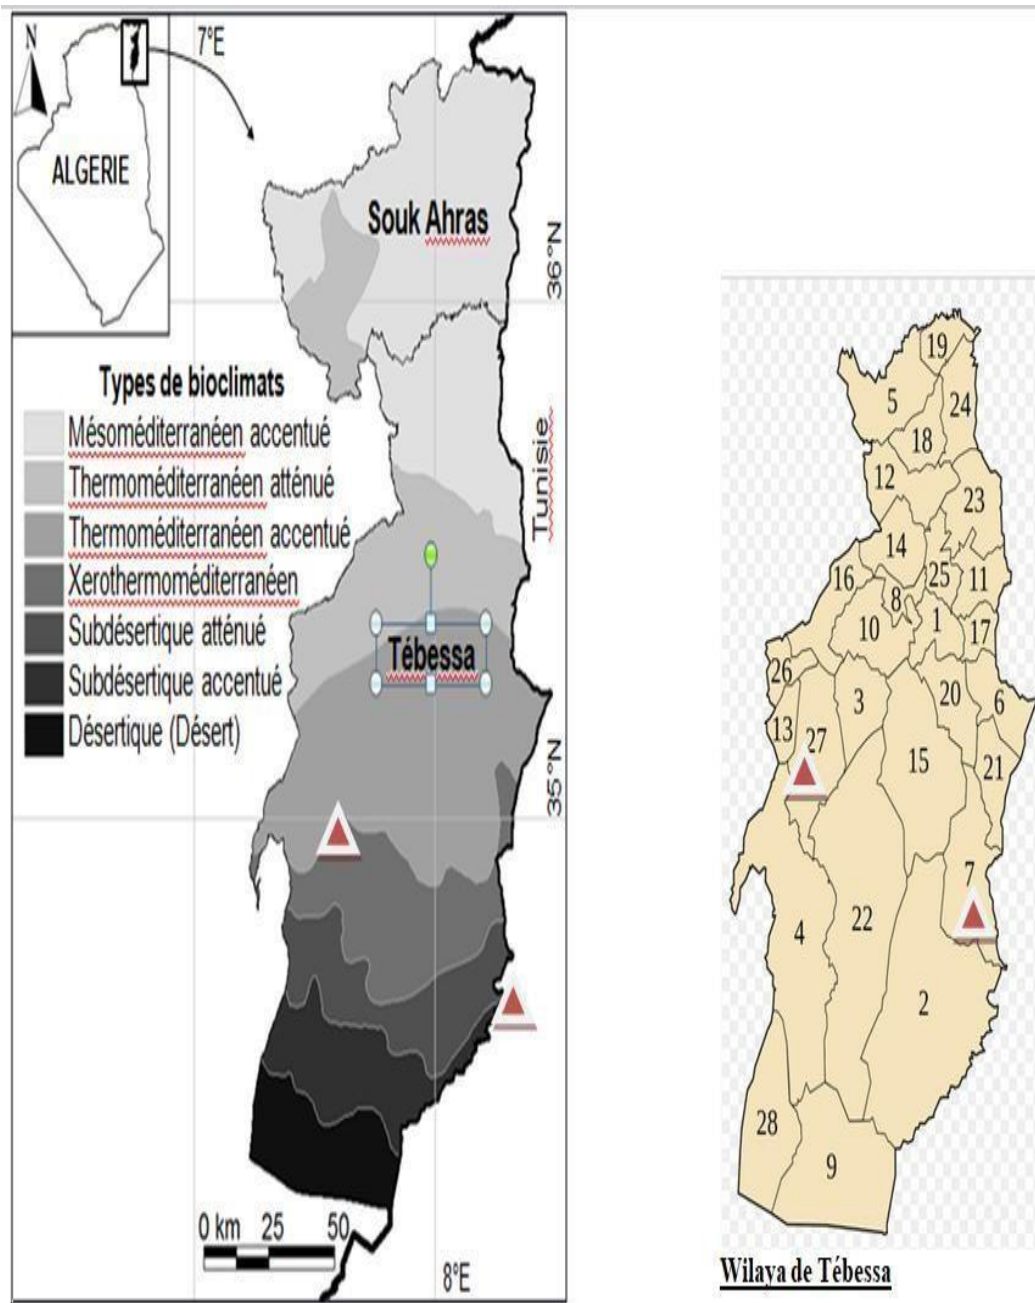 N
7°E
ALGERIE
Souk Ahras
36°N
Types de bioclimats
Mésoméditerranéen accentué
Thermoméditerranéen atténué
Thermoméditerranéen accentué
Xerothermoméditerranéen
Subdésertique atténué
Subdésertique accentué
Désertique (Désert)
Tunisie
Tébessa
35°N
0 km 25 50
8°E
19
5
24
18
12
23
14
2
16
25
11
8
10
1
17
26
3
20
6
13
27
15
21
7
4
22
2
28
9
Wilaya de Tébessa